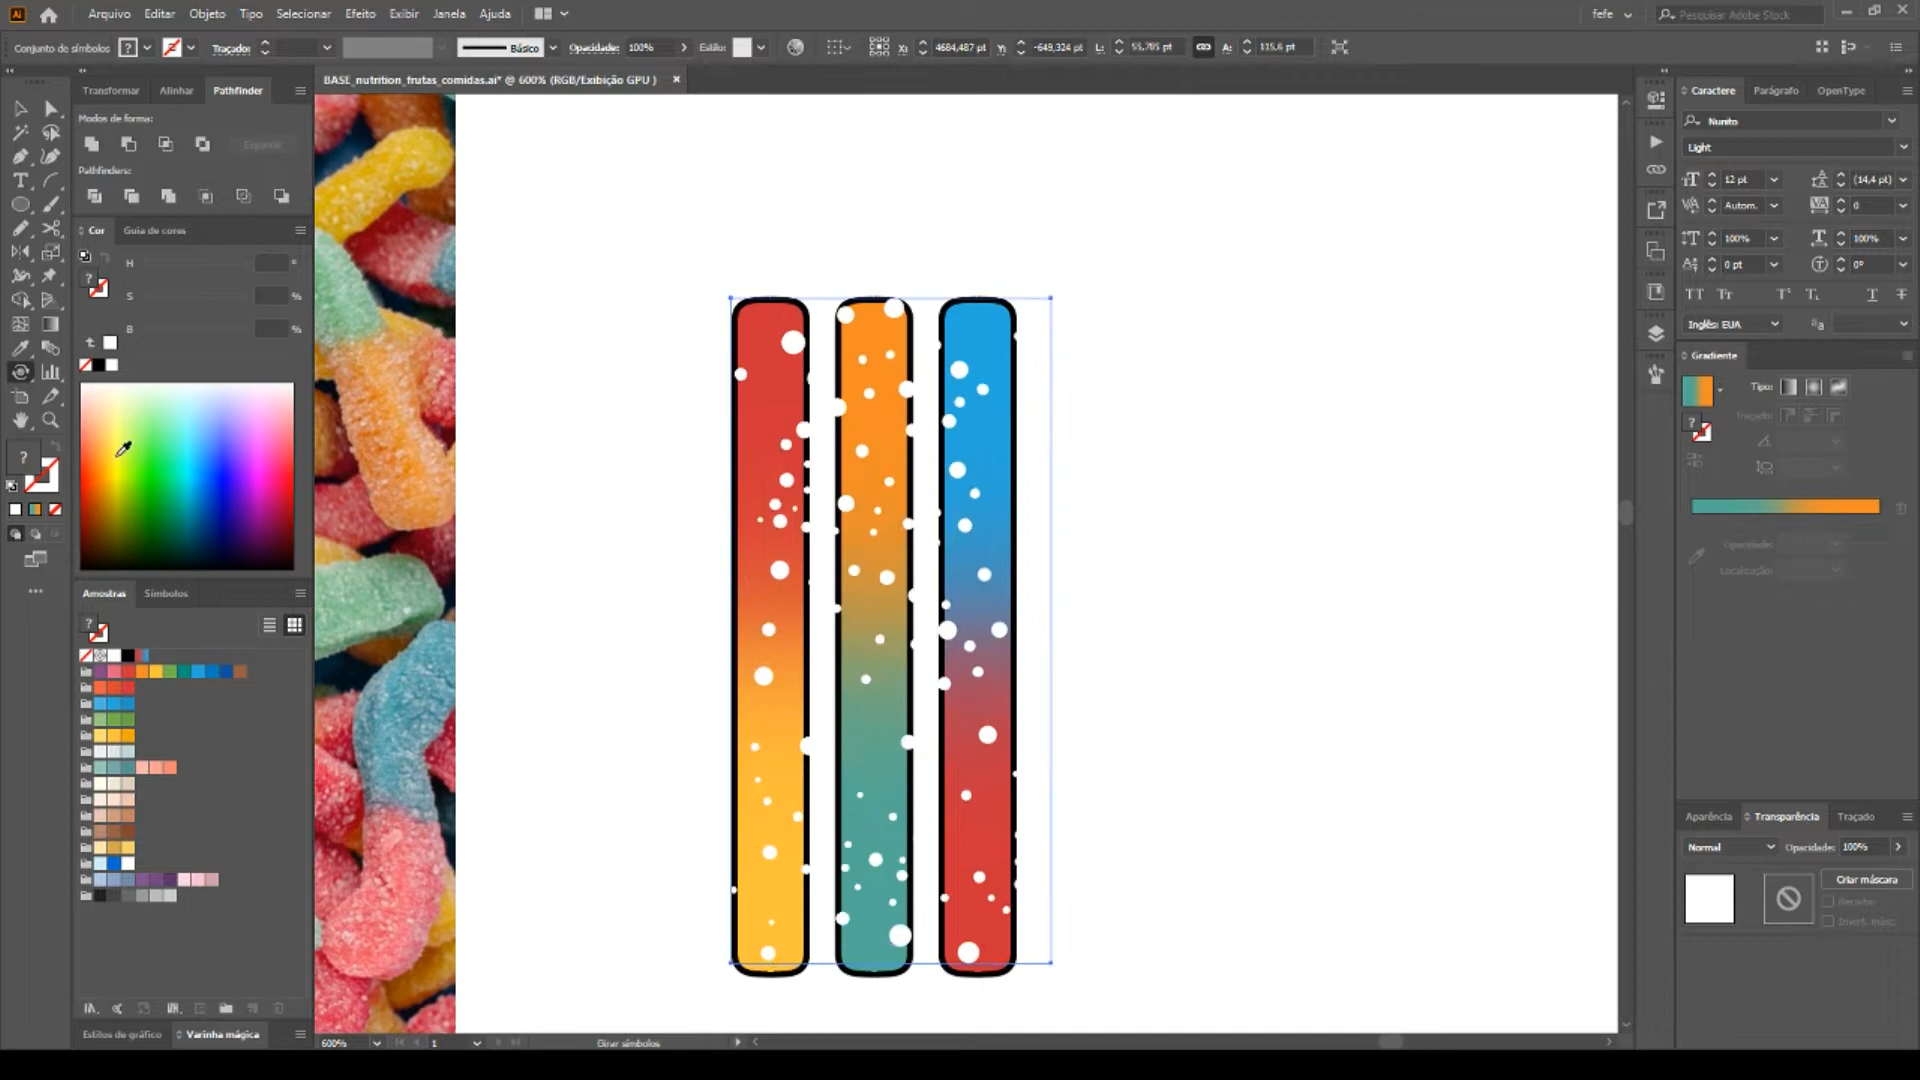 Ai Arquivo Editar Objeto Tipo Selecionar Efeito Exibir Janela Ajuda fefe Pesquisar Adobe Stock
Conjunto de símbolos ? Traçado: Básico Opacidade: 100% Estilo: X: 4684,487 pt Y: -649,324 pt L: 55,785 pt A: 115,6 pt
BASE_nutrition_frutas_comidas.ai* @ 600% (RGB/Exibição GPU )
Transformar Alinhar Pathfinder
Modos de forma:
Expandir
Pathfinders:
Cor Guia de cores
H °
S %
B %
Amostras Símbolos
Estilos de gráfico Varinha mágica
600% 1 Girar símbolos
Caractere Parágrafo OpenType
Nunito
Light
12 pt (14,4 pt)
Autom. 0
100% 100%
0 pt 0°
Inglês: EUA
Gradiente
Tipo:
Traçado:
Opacidade:
Localização:
Aparência Transparência Traçado
Normal Opacidade: 100%
Criar máscara
Recortar
Invert. másc.